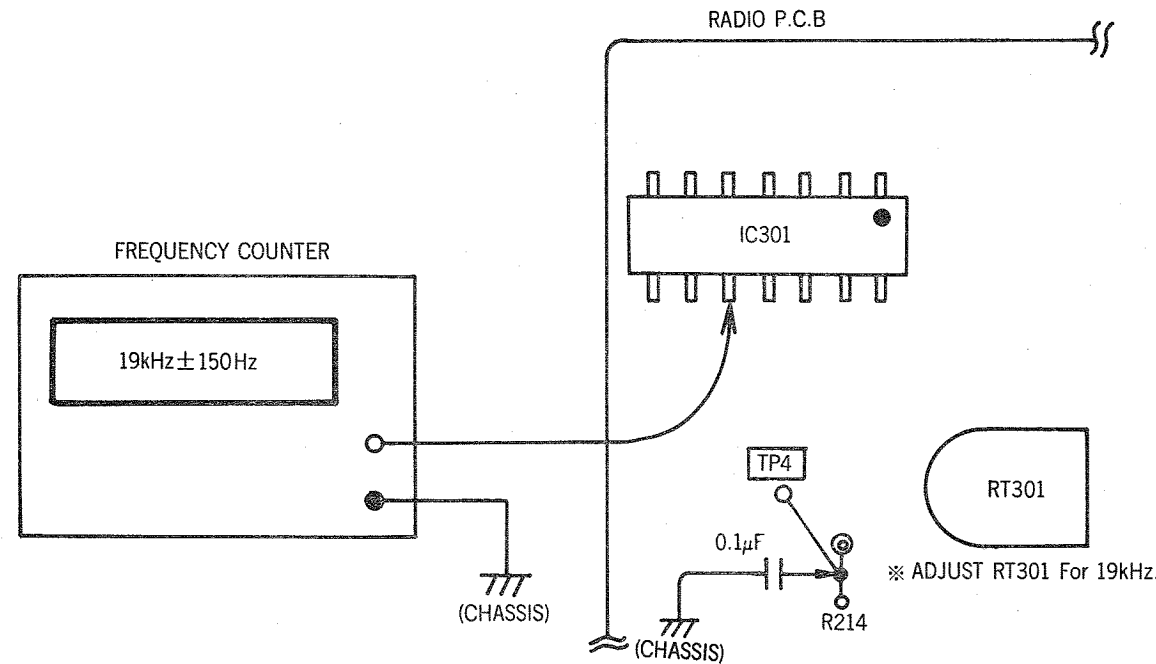 RADIO P.C.B
IC301
FREQUENCY COUNTER
19kHz±150Hz
TP4
RT301
0.1μF
※ ADJUST RT301 For 19kHz.
(CHASSIS)
R214
(CHASSIS)